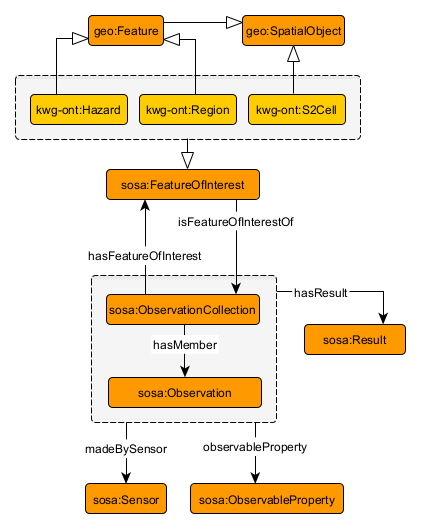 geo:Feature
geo:SpatialObject
kwg-ont:Hazard
kwg-ont:Region
kwg-ont:S2Cell
sosa:FeatureOfInterest
isFeatureOfInterestOf
hasFeatureOfInterest
hasResult
sosa:ObservationCollection
sosa:Result
hasMember
sosa:Observation
madeBySensor
observableProperty
sosa:Sensor
sosa:ObservableProperty